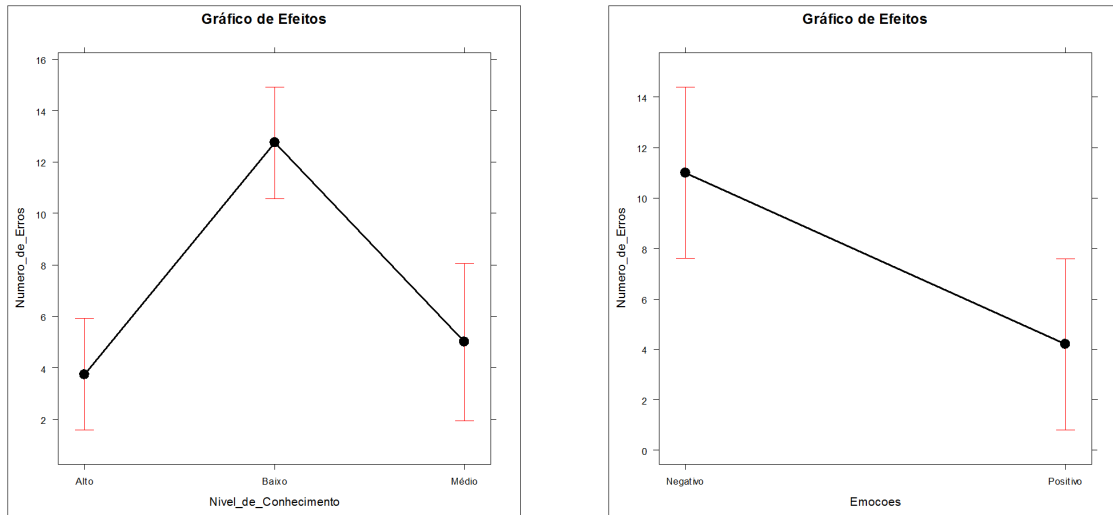 Gráfico de Efeitos
16
14
12
10
8
6
4
2
Numero_de_Erros
Alto
Baixo
Médio
Nivel_de_Conhecimento
Gráfico de Efeitos
14
12
10
8
6
4
2
0
Numero_de_Erros
Negativo
Positivo
Emocoes